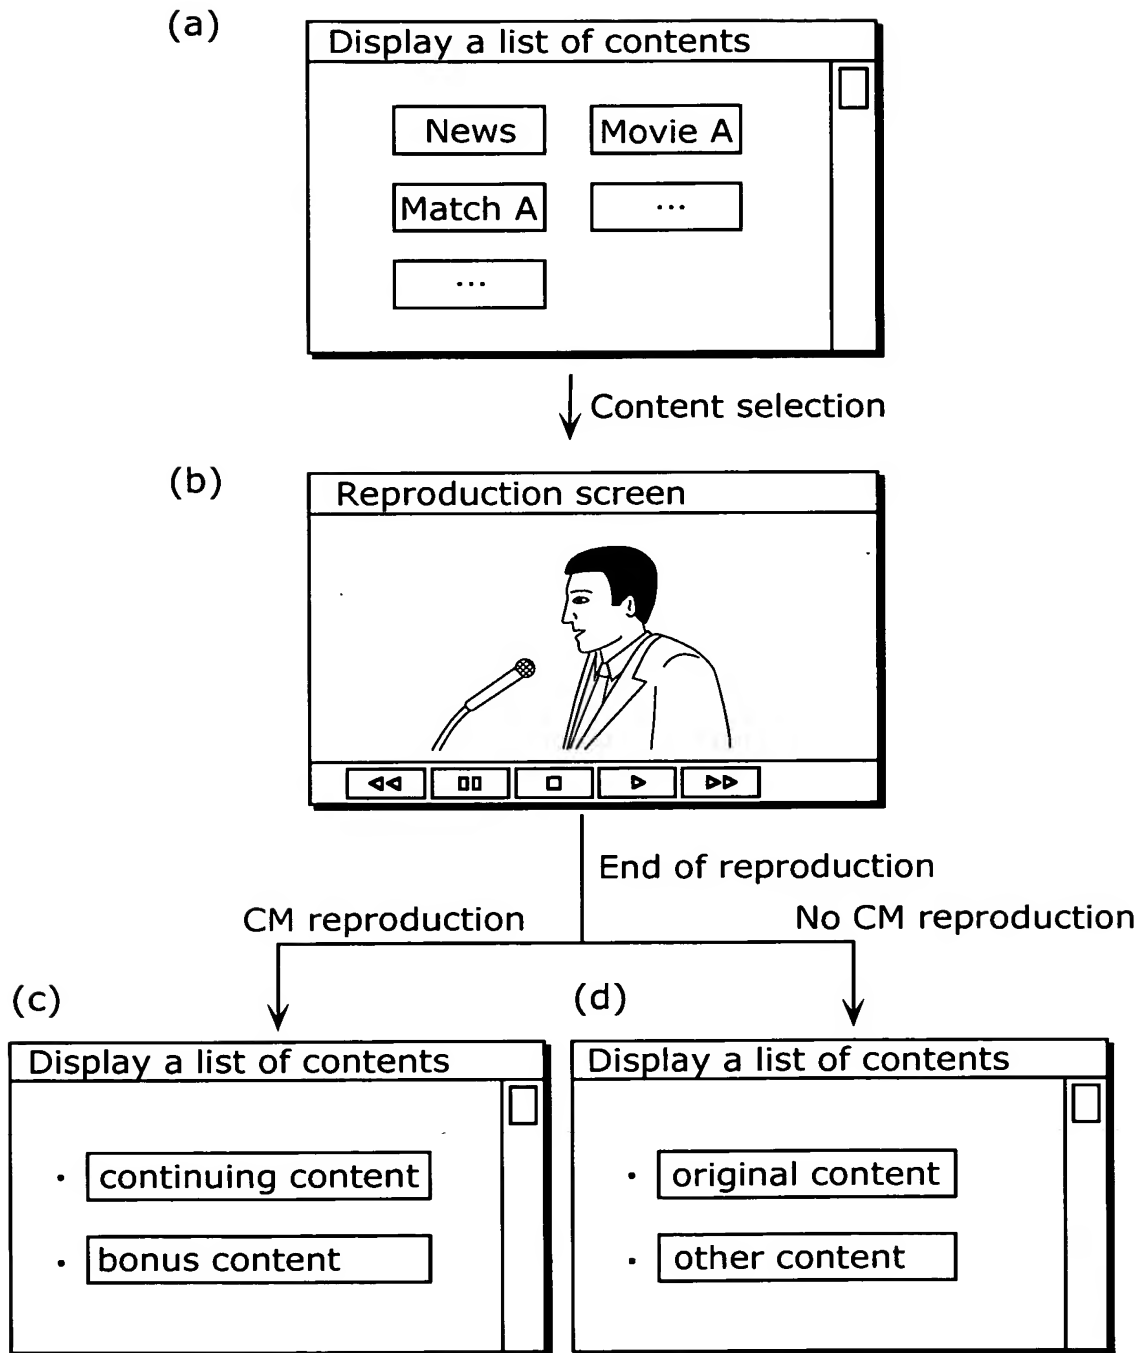 (a)
Display a list of contents
News
Movie A
Match A
...
...
Content selection
(b)
Reproduction screen
End of reproduction
CM reproduction
No CM reproduction
(c)
(d)
Display a list of contents
· continuing content
· bonus content
Display a list of contents
· original content
· other content